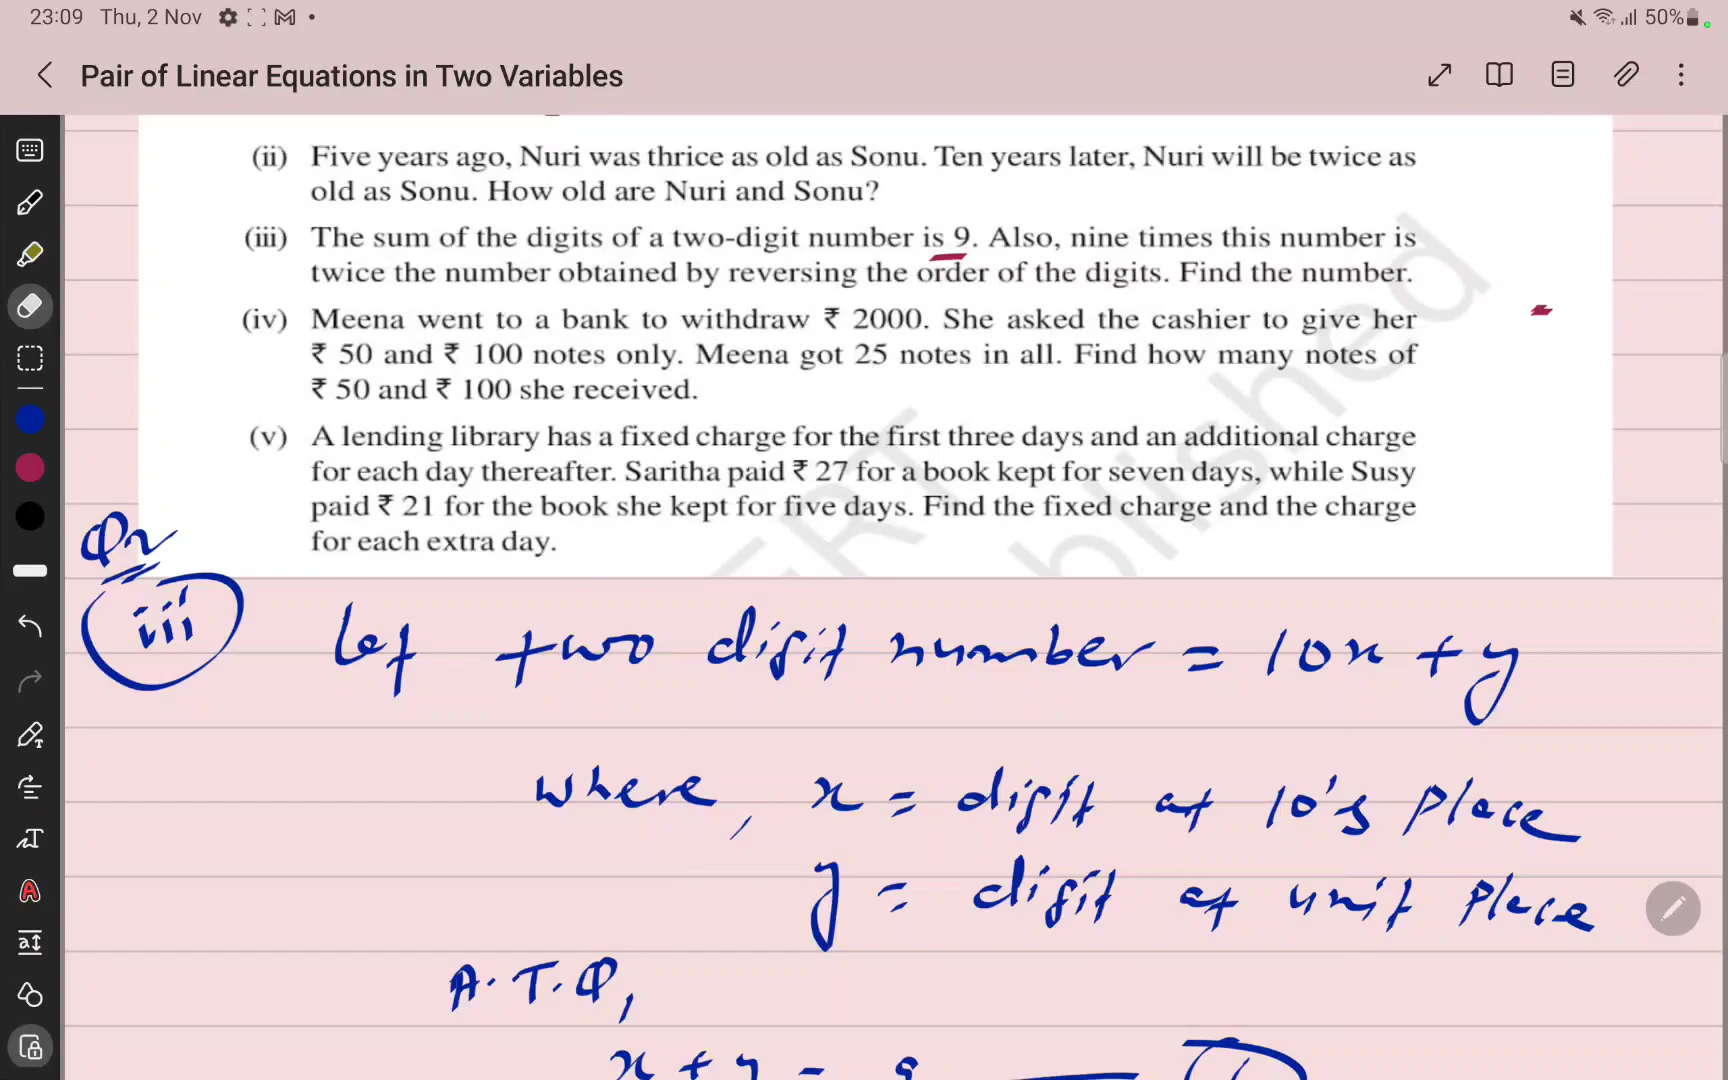 23:09 Thu, 2 Nov 50%
Pair of Linear Equations in Two Variables
(ii) Five years ago, Nuri was thrice as old as Sonu. Ten years later, Nuri will be twice as
old as Sonu. How old are Nuri and Sonu?
(iii) The sum of the digits of a two-digit number is 9. Also, nine times this number is
twice the number obtained by reversing the order of the digits. Find the number.
(iv) Meena went to a bank to withdraw ₹ 2000. She asked the cashier to give her
₹ 50 and ₹ 100 notes only. Meena got 25 notes in all. Find how many notes of
₹ 50 and ₹ 100 she received.
(v) A lending library has a fixed charge for the first three days and an additional charge
for each day thereafter. Saritha paid ₹ 27 for a book kept for seven days, while Susy
paid ₹ 21 for the book she kept for five days. Find the fixed charge and the charge
for each extra day.
iii Let two digit number = 10x + y
where, x = digit at 10's place
y = digit at unit place
A.T.Q,
x + y = 9